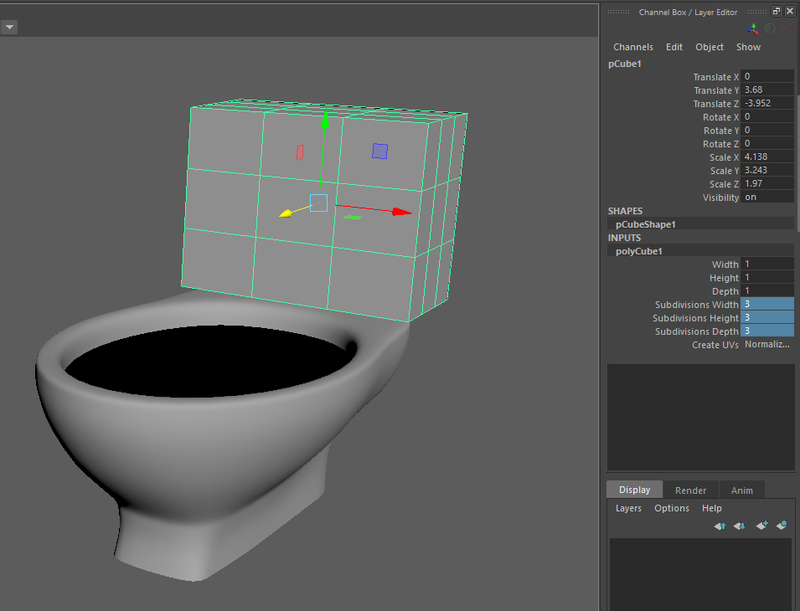 Channel Box / Layer Editor
Channels Edit Object Show
pCube1
Translate X 0
Translate Y 3.68
Translate Z -3.952
Rotate X 0
Rotate Y 0
Rotate Z 0
Scale X 4.138
Scale Y 3.243
Scale Z 1.97
Visibility on
SHAPES
pCubeShape1
INPUTS
polyCube1
Width 1
Height 1
Depth 1
Subdivisions Width 3
Subdivisions Height 3
Subdivisions Depth 3
Create UVs Normaliz...
Display Render Anim
Layers Options Help